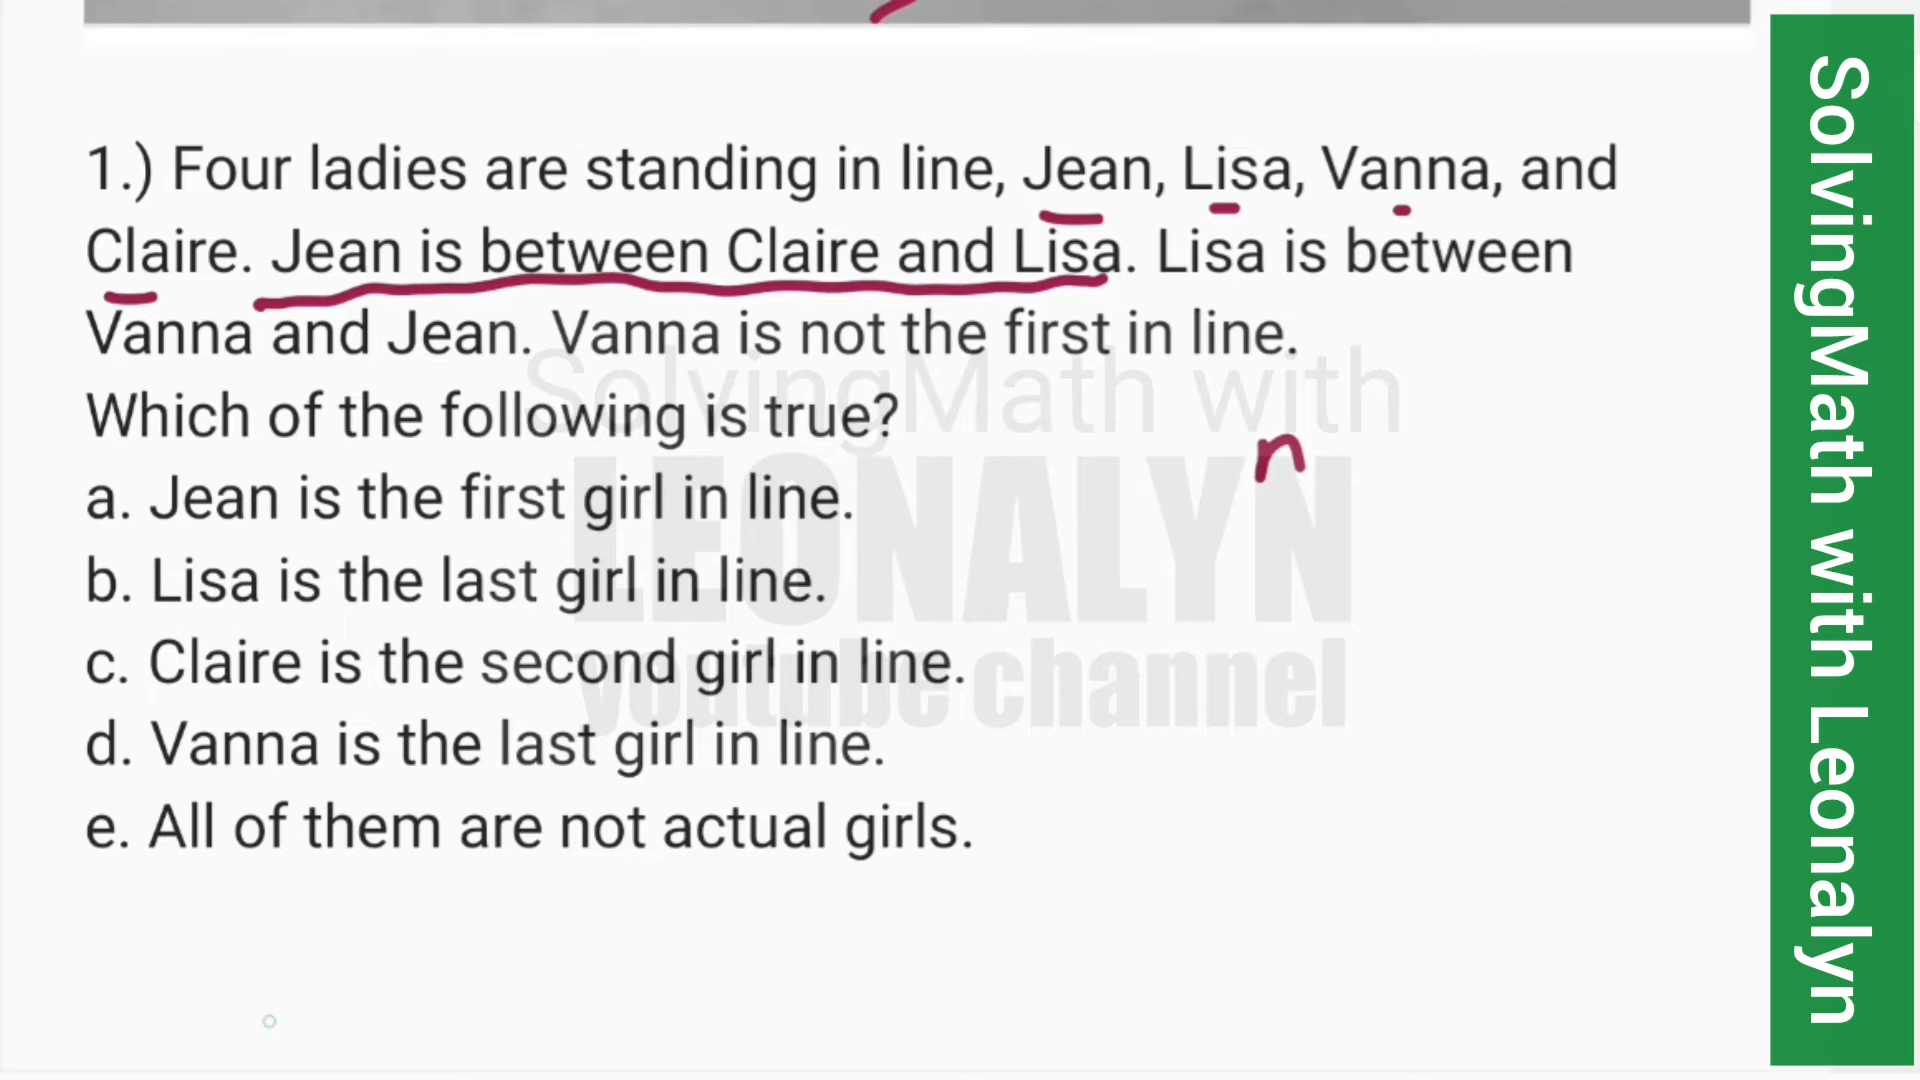 1.) Four ladies are standing in line, Jean, Lisa, Vanna, and
Claire. Jean is between Claire and Lisa. Lisa is between
Vanna and Jean. Vanna is not the first in line.
Which of the following is true?
a. Jean is the first girl in line.
b. Lisa is the last girl in line.
c. Claire is the second girl in line.
d. Vanna is the last girl in line.
e. All of them are not actual girls.
SolvingMath with
LEONALYN
youtube channel
SolvingMath with Leonalyn